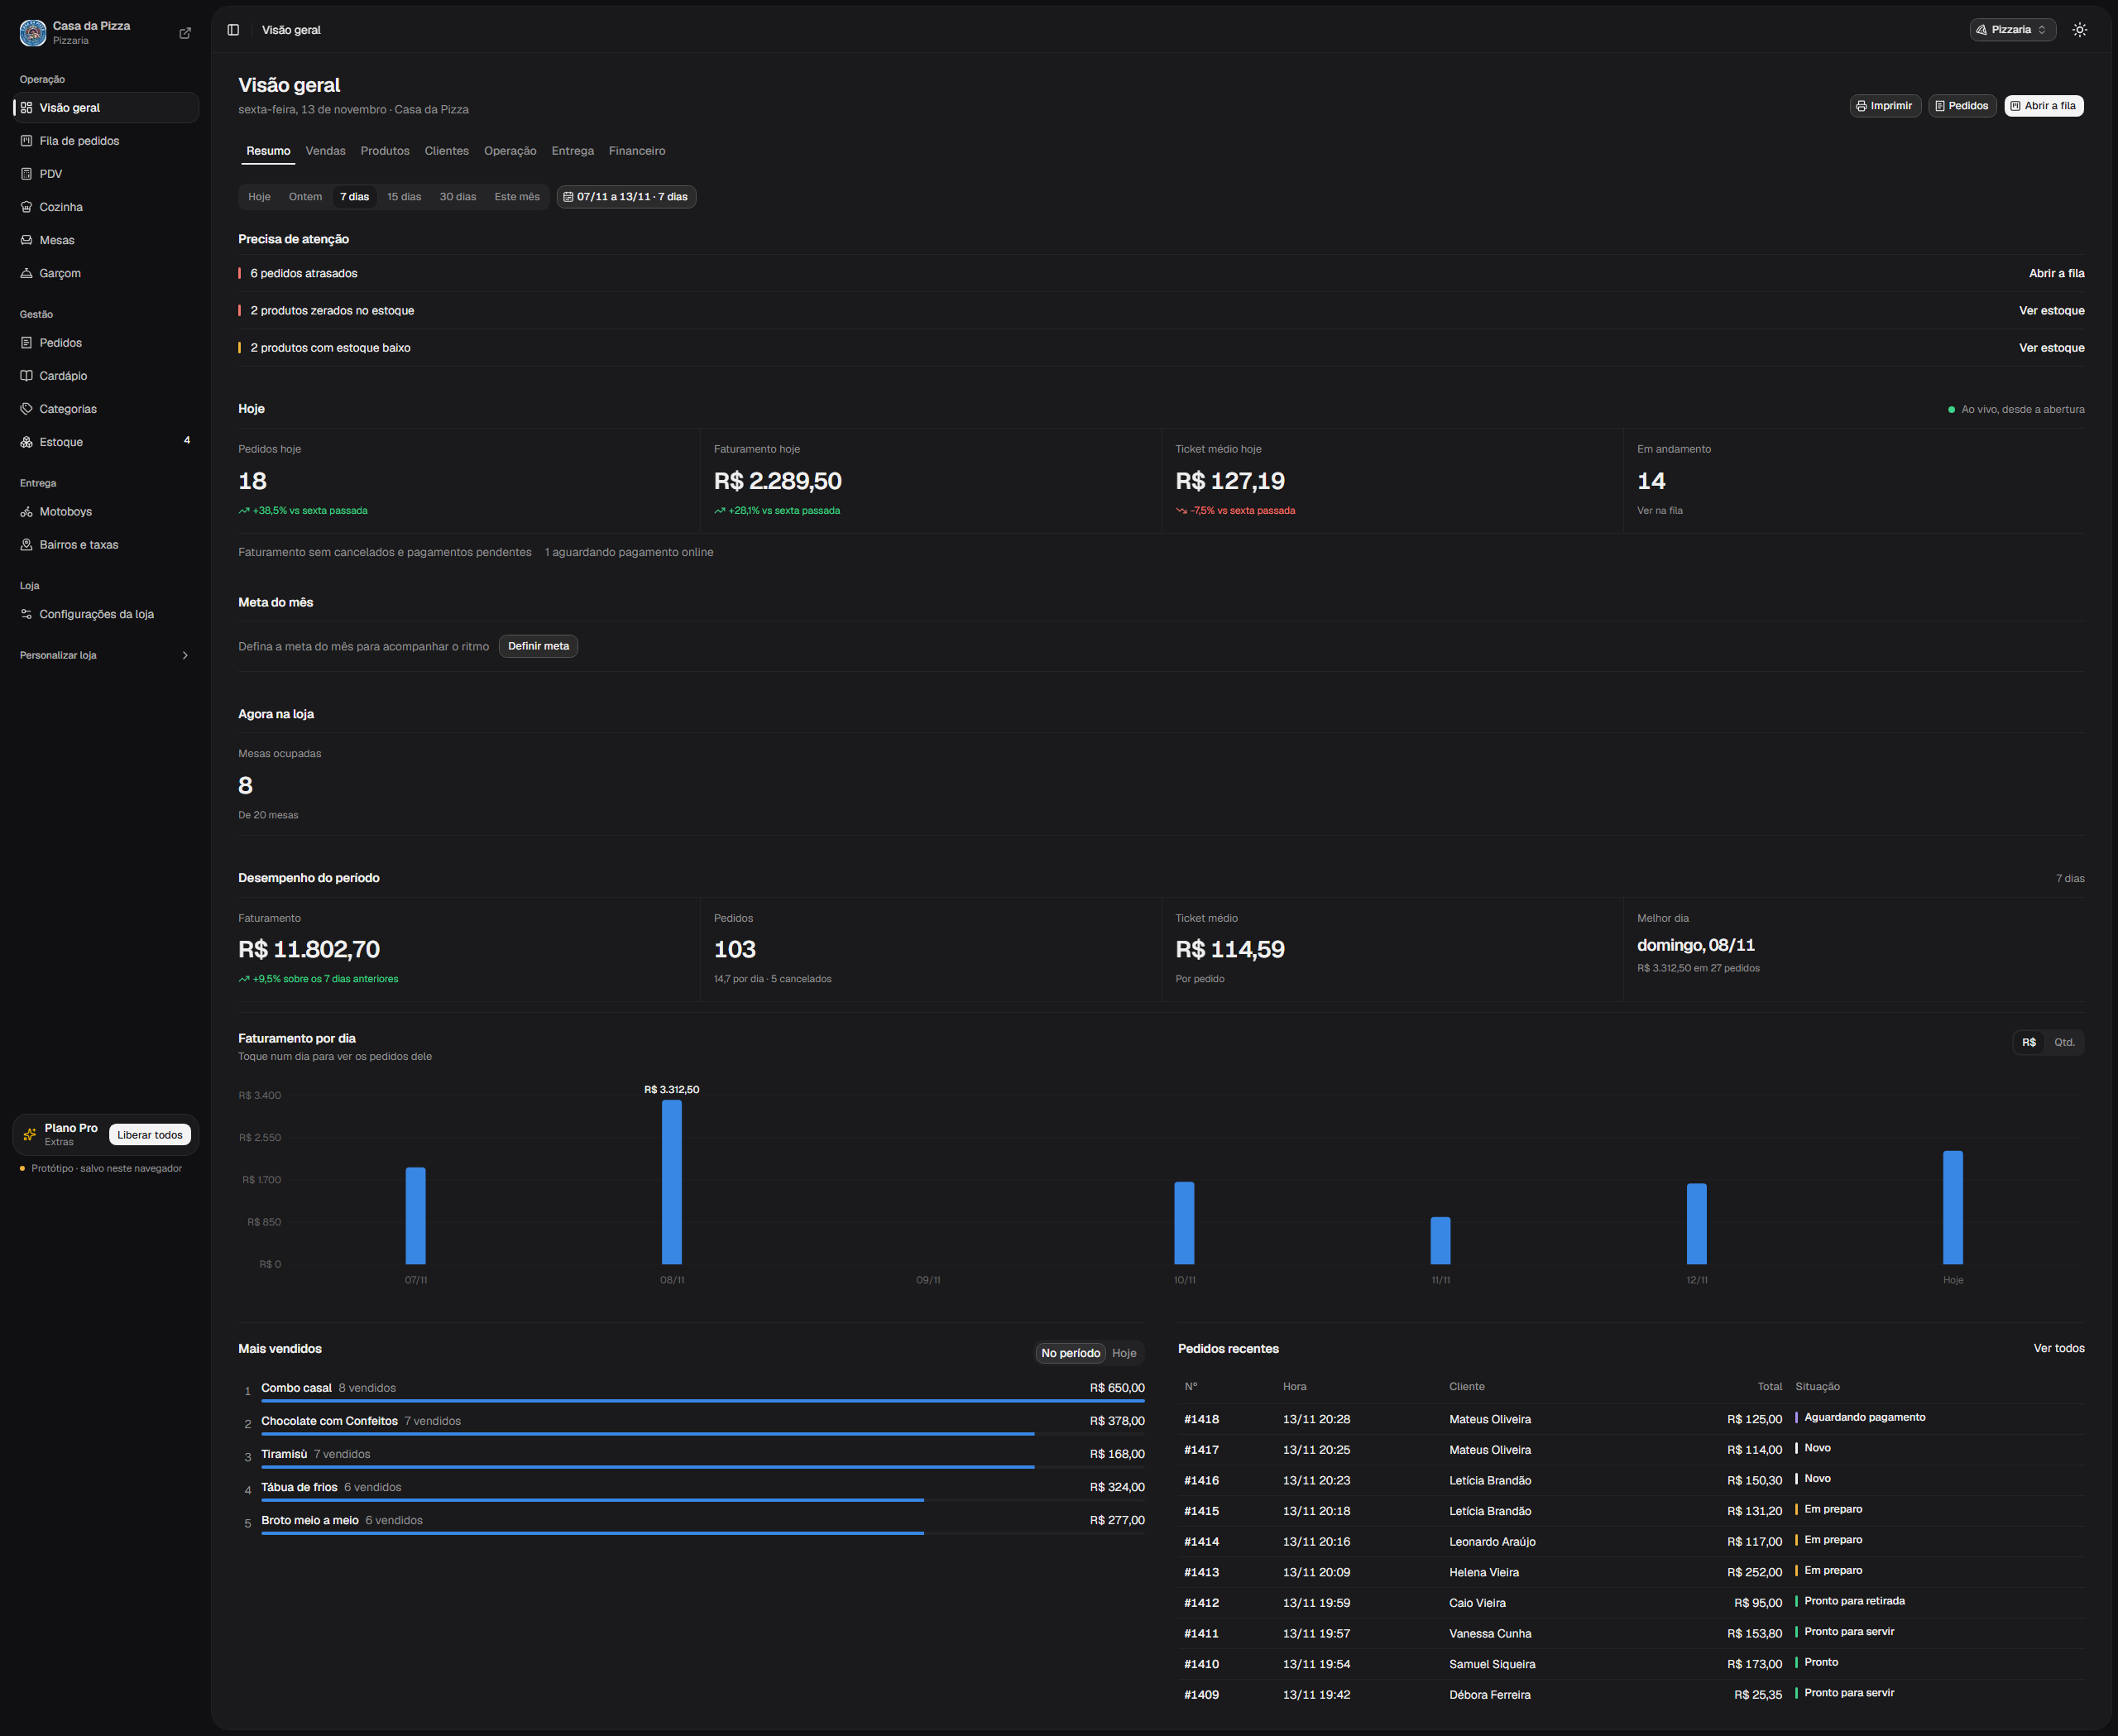 Casa da Pizza
Pizzaria
Operação
Visão geral
Fila de pedidos
PDV
Cozinha
Mesas
Garçom
Gestão
Pedidos
Cardápio
Categorias
Estoque 4
Entrega
Motoboys
Bairros e taxas
Loja
Configurações da loja
Personalizar loja
Plano Pro
Extras
Liberar todos
Protótipo · salvo neste navegador
Visão geral
Pizzaria
Visão geral
sexta-feira, 13 de novembro · Casa da Pizza
Imprimir Pedidos Abrir a fila
Resumo Vendas Produtos Clientes Operação Entrega Financeiro
Hoje Ontem 7 dias 15 dias 30 dias Este mês 07/11 a 13/11 · 7 dias
Precisa de atenção
6 pedidos atrasados Abrir a fila
2 produtos zerados no estoque Ver estoque
2 produtos com estoque baixo Ver estoque
Hoje Ao vivo, desde a abertura
Pedidos hoje Faturamento hoje Ticket médio hoje Em andamento
18 R$ 2.289,50 R$ 127,19 14
+38,5% vs sexta passada +28,1% vs sexta passada -7,5% vs sexta passada Ver na fila
Faturamento sem cancelados e pagamentos pendentes 1 aguardando pagamento online
Meta do mês
Defina a meta do mês para acompanhar o ritmo Definir meta
Agora na loja
Mesas ocupadas
8
De 20 mesas
Desempenho do período 7 dias
Faturamento Pedidos Ticket médio Melhor dia
R$ 11.802,70 103 R$ 114,59 domingo, 08/11
+9,5% sobre os 7 dias anteriores 14,7 por dia · 5 cancelados Por pedido R$ 3.312,50 em 27 pedidos
Faturamento por dia
Toque num dia para ver os pedidos dele
R$ Qtd.
R$ 3.312,50
R$ 3.400
R$ 2.550
R$ 1.700
R$ 850
R$ 0
07/11 08/11 09/11 10/11 11/11 12/11 Hoje
Mais vendidos No período Hoje
1 Combo casal 8 vendidos R$ 650,00
2 Chocolate com Confeitos 7 vendidos R$ 378,00
3 Tiramisù 7 vendidos R$ 168,00
4 Tábua de frios 6 vendidos R$ 324,00
5 Broto meio a meio 6 vendidos R$ 277,00
Pedidos recentes Ver todos
Nº Hora Cliente Total Situação
#1418 13/11 20:28 Mateus Oliveira R$ 125,00 Aguardando pagamento
#1417 13/11 20:25 Mateus Oliveira R$ 114,00 Novo
#1416 13/11 20:23 Letícia Brandão R$ 150,30 Novo
#1415 13/11 20:18 Letícia Brandão R$ 131,20 Em preparo
#1414 13/11 20:16 Leonardo Araújo R$ 117,00 Em preparo
#1413 13/11 20:09 Helena Vieira R$ 252,00 Em preparo
#1412 13/11 19:59 Caio Vieira R$ 95,00 Pronto para retirada
#1411 13/11 19:57 Vanessa Cunha R$ 153,80 Pronto para servir
#1410 13/11 19:54 Samuel Siqueira R$ 173,00 Pronto
#1409 13/11 19:42 Débora Ferreira R$ 25,35 Pronto para servir